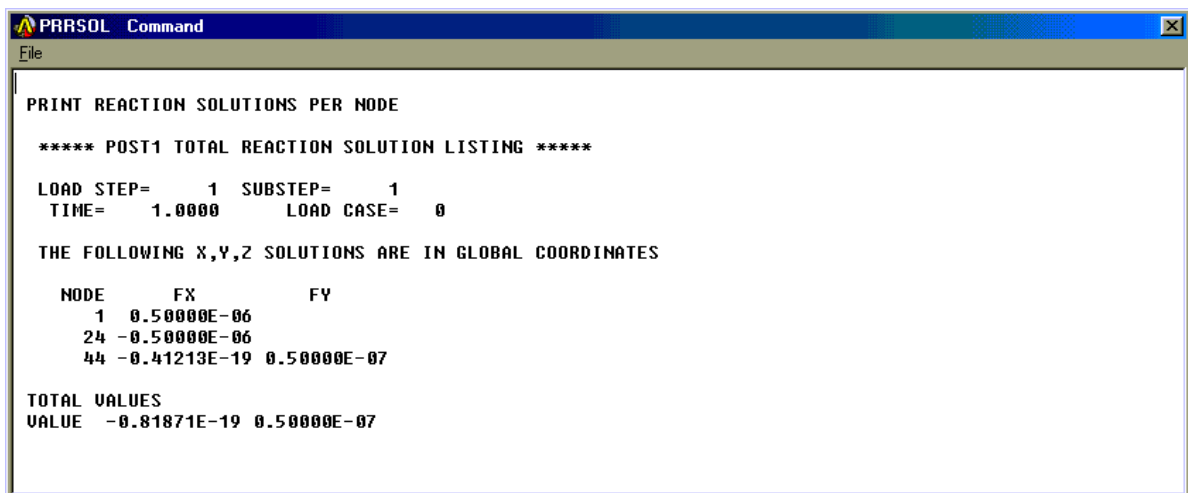 PRRSOL Command
File
PRINT REACTION SOLUTIONS PER NODE
***** POST1 TOTAL REACTION SOLUTION LISTING *****
LOAD STEP= 1 SUBSTEP= 1
TIME= 1.0000 LOAD CASE= 0
THE FOLLOWING X,Y,Z SOLUTIONS ARE IN GLOBAL COORDINATES
NODE FX FY
1 0.50000E-06
24 -0.50000E-06
44 -0.41213E-19 0.50000E-07
TOTAL VALUES
VALUE -0.81871E-19 0.50000E-07